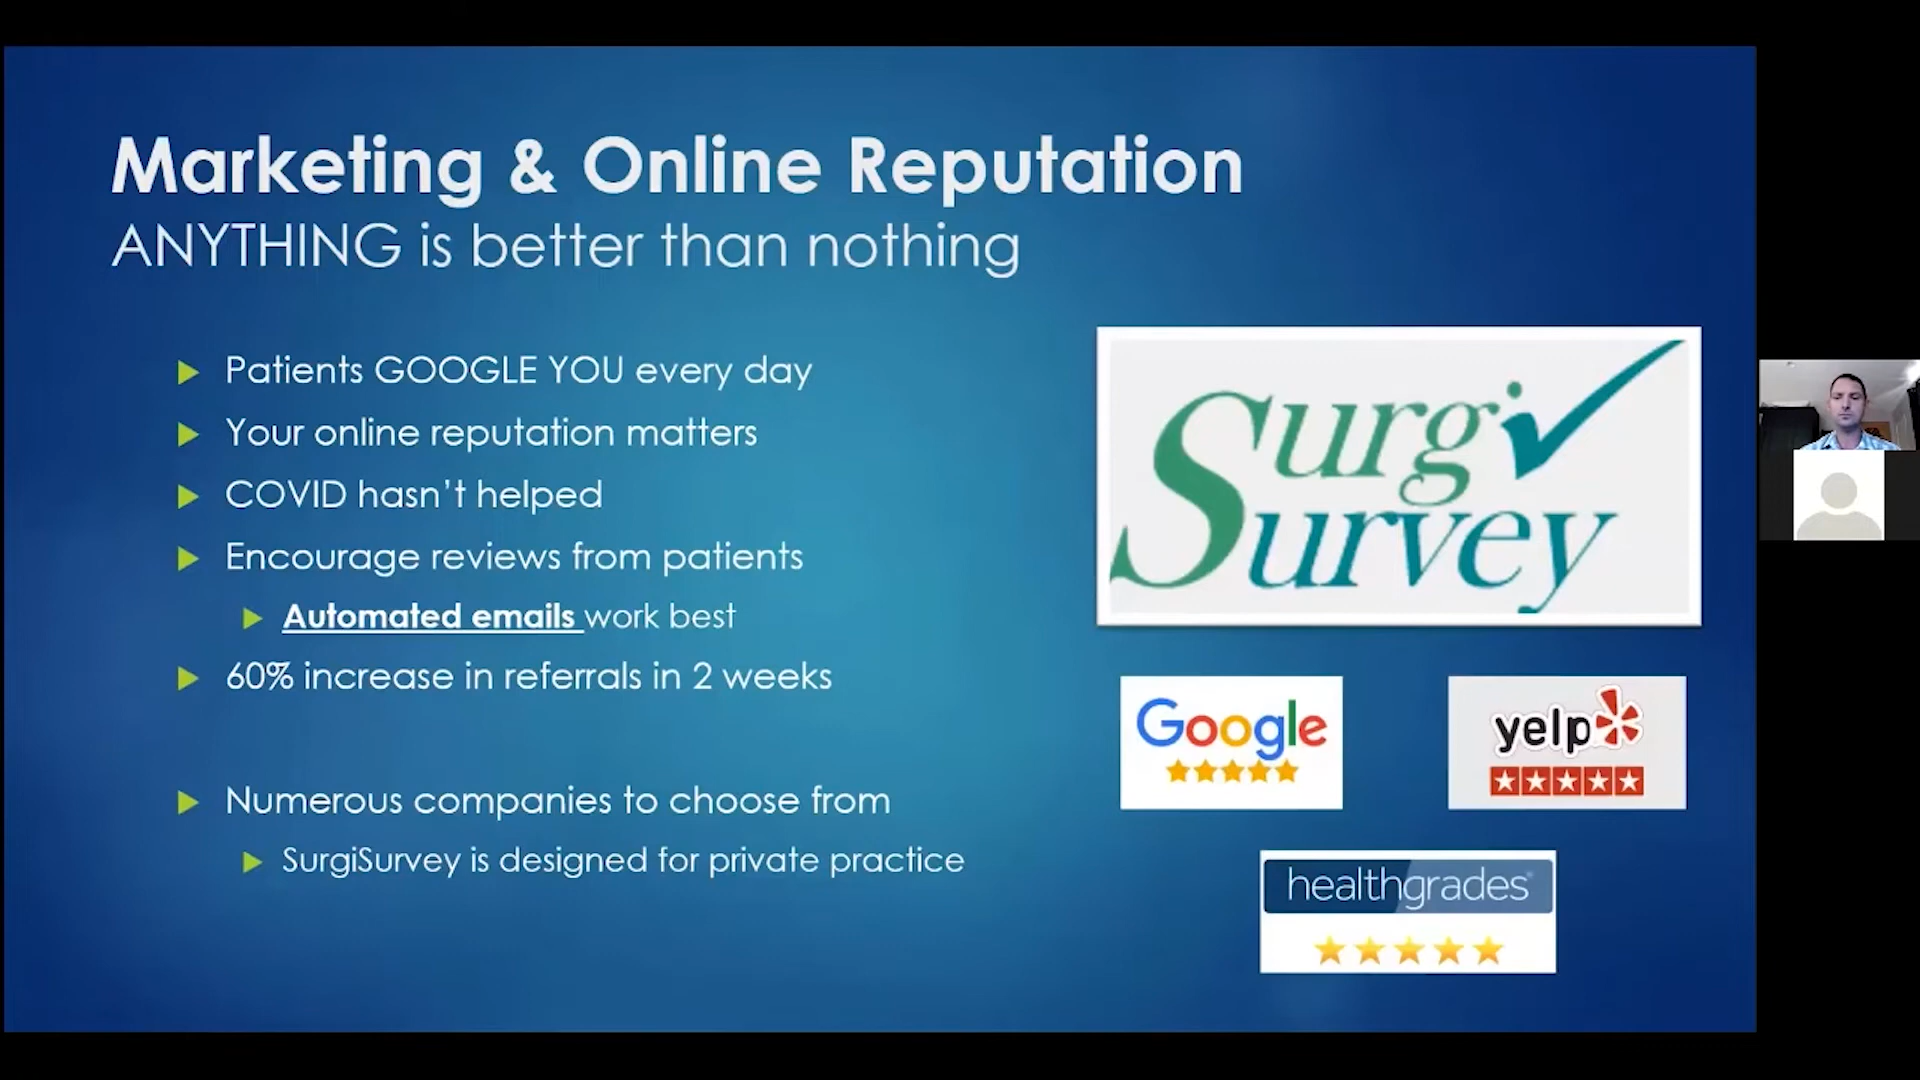 Marketing & Online Reputation
ANYTHING is better than nothing
Patients GOOGLE YOU every day
Your online reputation matters
COVID hasn't helped
Encourage reviews from patients
Automated emails work best
60% increase in referrals in 2 weeks
Numerous companies to choose from
SurgiSurvey is designed for private practice
Surgi
Survey
Google
yelp
healthgrades